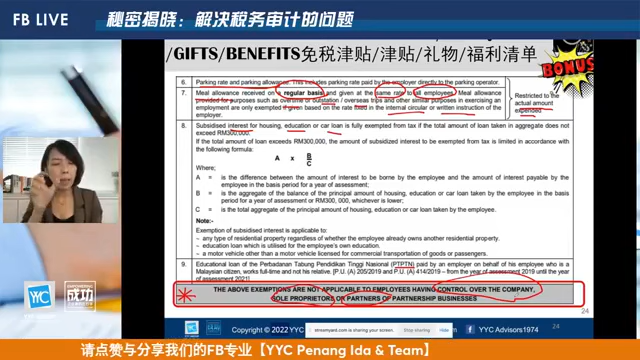 FB LIVE
秘密揭晓：解决税务审计的问题
/GIFTS/BENEFITS免税津贴/津贴/礼物/福利清单
BONUS
6. Parking rate and parking allowance. This includes parking rate paid by the employer directly to the parking operator.
7. Meal allowance received on a regular basis and given at the same rate to all employees. Meal allowance
provided for purposes such as overtime or outstation / overseas trips and other similar purposes in exercising an
employment are only exempted if given based on the rate fixed in the internal circular or written instruction of the
employer.
Restricted to the
actual amount
expended
8. Subsidised interest for housing, education or car loan is fully exempted from tax if the total amount of loan taken in aggregate does not
exceed RM300,000.
If the total amount of loan exceeds RM300,000, the amount of subsidized interest to be exempted from tax is limited in accordance with
the following formula:
A x B
C
Where;
A = is the difference between the amount of interest to be borne by the employee and the amount of interest payable by
the employee in the basis period for a year of assessment;
B = is the aggregate of the balance of the principal amount of housing, education or car loan taken by the employee in the basis
period for a year of assessment or RM300, 000, whichever is lower;
C = is the total aggregate of the principal amount of housing, education or car loan taken by the employee.
Note:-
Exemption of subsidized interest is applicable to:
- any type of residential property regardless of whether the employee already owns another residential property.
- education loan which is utilised for the employee's own education.
- a motor vehicle other than a motor vehicle licensed for commercial transportation of goods or passengers.
9. Educational loan of the Perbadanan Tabung Pendidikan Tinggi Nasional (PTPTN) paid by an employer on behalf of his employee who is a
Malaysian citizen, works full-time and not his relative. [P.U. (A) 205/2019 and P.U. (A) 414/2019 – from the year of assessment 2019 until the year
of assessment 2021]
THE ABOVE EXEMPTIONS ARE NOT APPLICABLE TO EMPLOYEES HAVING CONTROL OVER THE COMPANY,
SOLE PROPRIETORS OR PARTNERS OF PARTNERSHIP BUSINESSES
24
YYC 成功
YYC
Copyright © 2022 YYC
streamyard.com is sharing your screen.
Stop sharing
Hide
YYC Advisors1974
24
请点赞与分享我们的FB专业【YYC Penang Ida & Team】